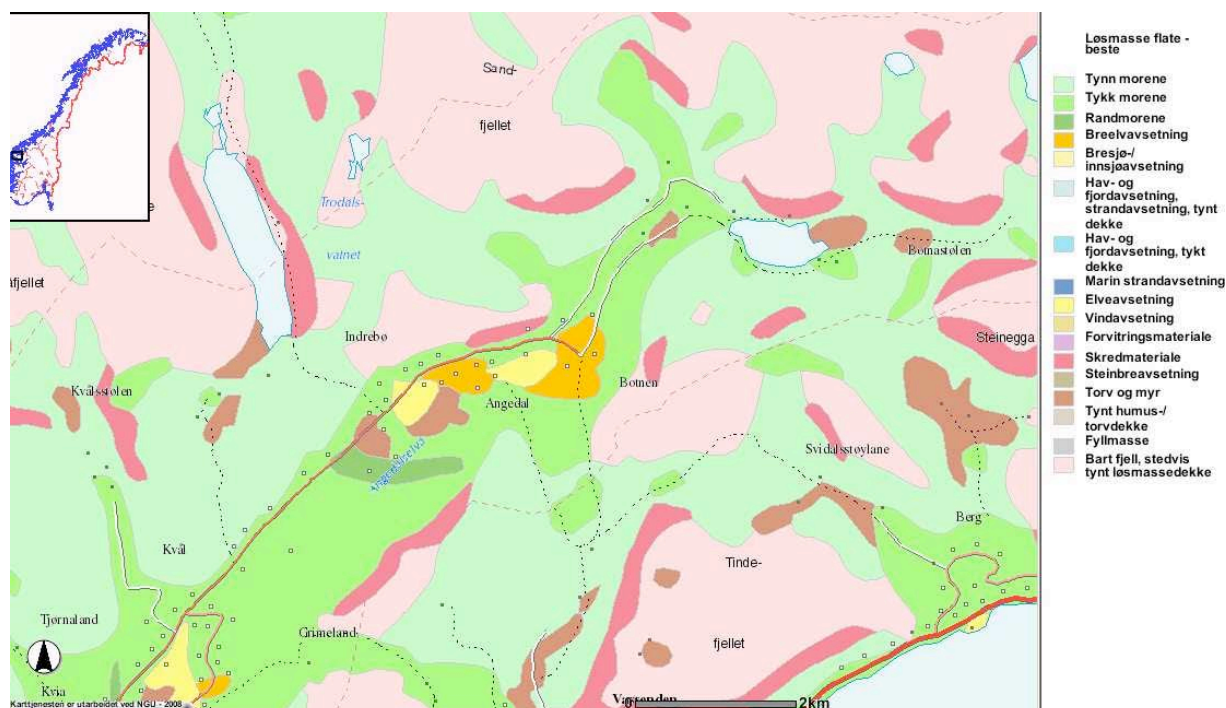 Sand-
fjellet
Trodals-
vatnet
Botnastølen
Steinegga
Indrebø
Kvålsstølen
Angedal
Botnen
Svidalsstøylane
Angedalselva
Berg
Kvål
Tinde-
fjellet
Tjørnaland
Grimeland
Kvia
Vassenden
0 2km
Karttjenesten er utarbeidet ved NGU - 2008
Løsmasse flate -
beste
Tynn morene
Tykk morene
Randmorene
Breelvavsetning
Bresjø-/
innsjøavsetning
Hav- og
fjordavsetning,
strandavsetning, tynt
dekke
Hav- og
fjordavsetning, tykt
dekke
Marin strandavsetning
Elveavsetning
Vindavsetning
Forvitringsmateriale
Skredmateriale
Steinbreavsetning
Torv og myr
Tynt humus-/
torvdekke
Fyllmasse
Bart fjell, stedvis
tynt løsmassedekke